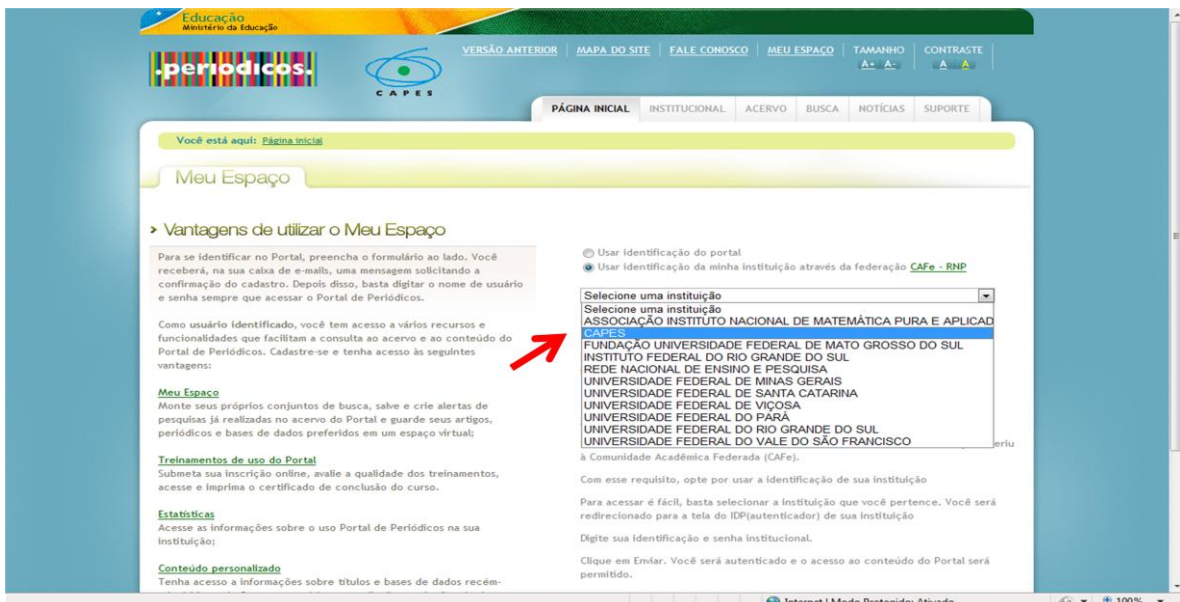 Educação
Ministério da Educação
VERSÃO ANTERIOR MAPA DO SITE FALE CONOSCO MEU ESPAÇO TAMANHO CONTRASTE
A+ A- A A
.periodicos.
CAPES
PÁGINA INICIAL INSTITUCIONAL ACERVO BUSCA NOTÍCIAS SUPORTE
Você está aqui: Página inicial
Meu Espaço
Vantagens de utilizar o Meu Espaço
Para se identificar no Portal, preencha o formulário ao lado. Você
receberá, na sua caixa de e-mails, uma mensagem solicitando a
confirmação do cadastro. Depois disso, basta digitar o nome de usuário
e senha sempre que acessar o Portal de Periódicos.
Como usuário identificado, você tem acesso a vários recursos e
funcionalidades que facilitam a consulta ao acervo e ao conteúdo do
Portal de Periódicos. Cadastre-se e tenha acesso às seguintes
vantagens:
Meu Espaço
Monte seus próprios conjuntos de busca, salve e crie alertas de
pesquisas já realizadas no acervo do Portal e guarde seus artigos,
periódicos e bases de dados preferidos em um espaço virtual;
Treinamentos de uso do Portal
Submeta sua inscrição online, avalie a qualidade dos treinamentos,
acesse e imprima o certificado de conclusão do curso.
Estatísticas
Acesse as informações sobre o uso Portal de Periódicos na sua
instituição;
Conteúdo personalizado
Tenha acesso a informações sobre títulos e bases de dados recém-
Usar identificação do portal
Usar identificação da minha instituição através da federação CAFe - RNP
Selecione uma instituição
Selecione uma instituição
ASSOCIAÇÃO INSTITUTO NACIONAL DE MATEMÁTICA PURA E APLICAD
CAPES
FUNDAÇÃO UNIVERSIDADE FEDERAL DE MATO GROSSO DO SUL
INSTITUTO FEDERAL DO RIO GRANDE DO SUL
REDE NACIONAL DE ENSINO E PESQUISA
UNIVERSIDADE FEDERAL DE MINAS GERAIS
UNIVERSIDADE FEDERAL DE SANTA CATARINA
UNIVERSIDADE FEDERAL DE VIÇOSA
UNIVERSIDADE FEDERAL DO PARÁ
UNIVERSIDADE FEDERAL DO RIO GRANDE DO SUL
UNIVERSIDADE FEDERAL DO VALE DO SÃO FRANCISCO
eriu
à Comunidade Acadêmica Federada (CAFe).
Com esse requisito, opte por usar a identificação de sua instituição
Para acessar é fácil, basta selecionar a instituição que você pertence. Você será
redirecionado para a tela do IDP(autenticador) de sua instituição
Digite sua identificação e senha institucional.
Clique em Enviar. Você será autenticado e o acesso ao conteúdo do Portal será
permitido.
Internet | Modo Protegido: Ativado 100%